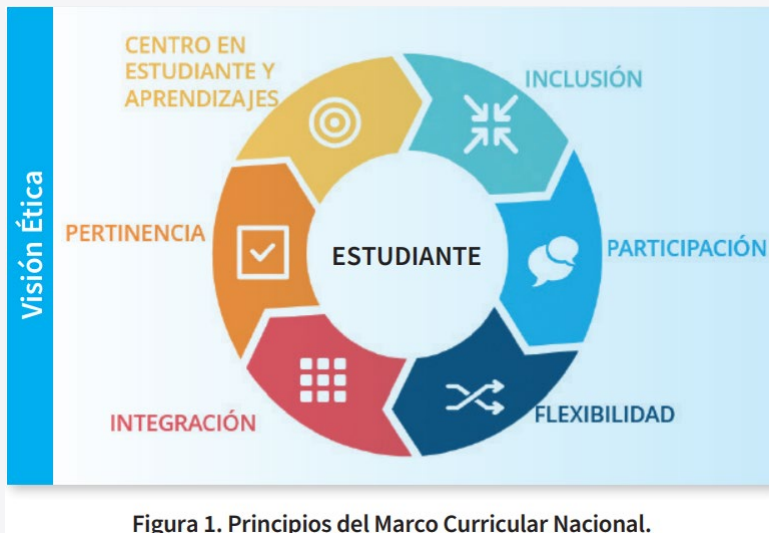 Visión Ética
CENTRO EN
ESTUDIANTE Y
APRENDIZAJES
INCLUSIÓN
PERTINENCIA
ESTUDIANTE
PARTICIPACIÓN
INTEGRACIÓN
FLEXIBILIDAD
Figura 1. Principios del Marco Curricular Nacional.